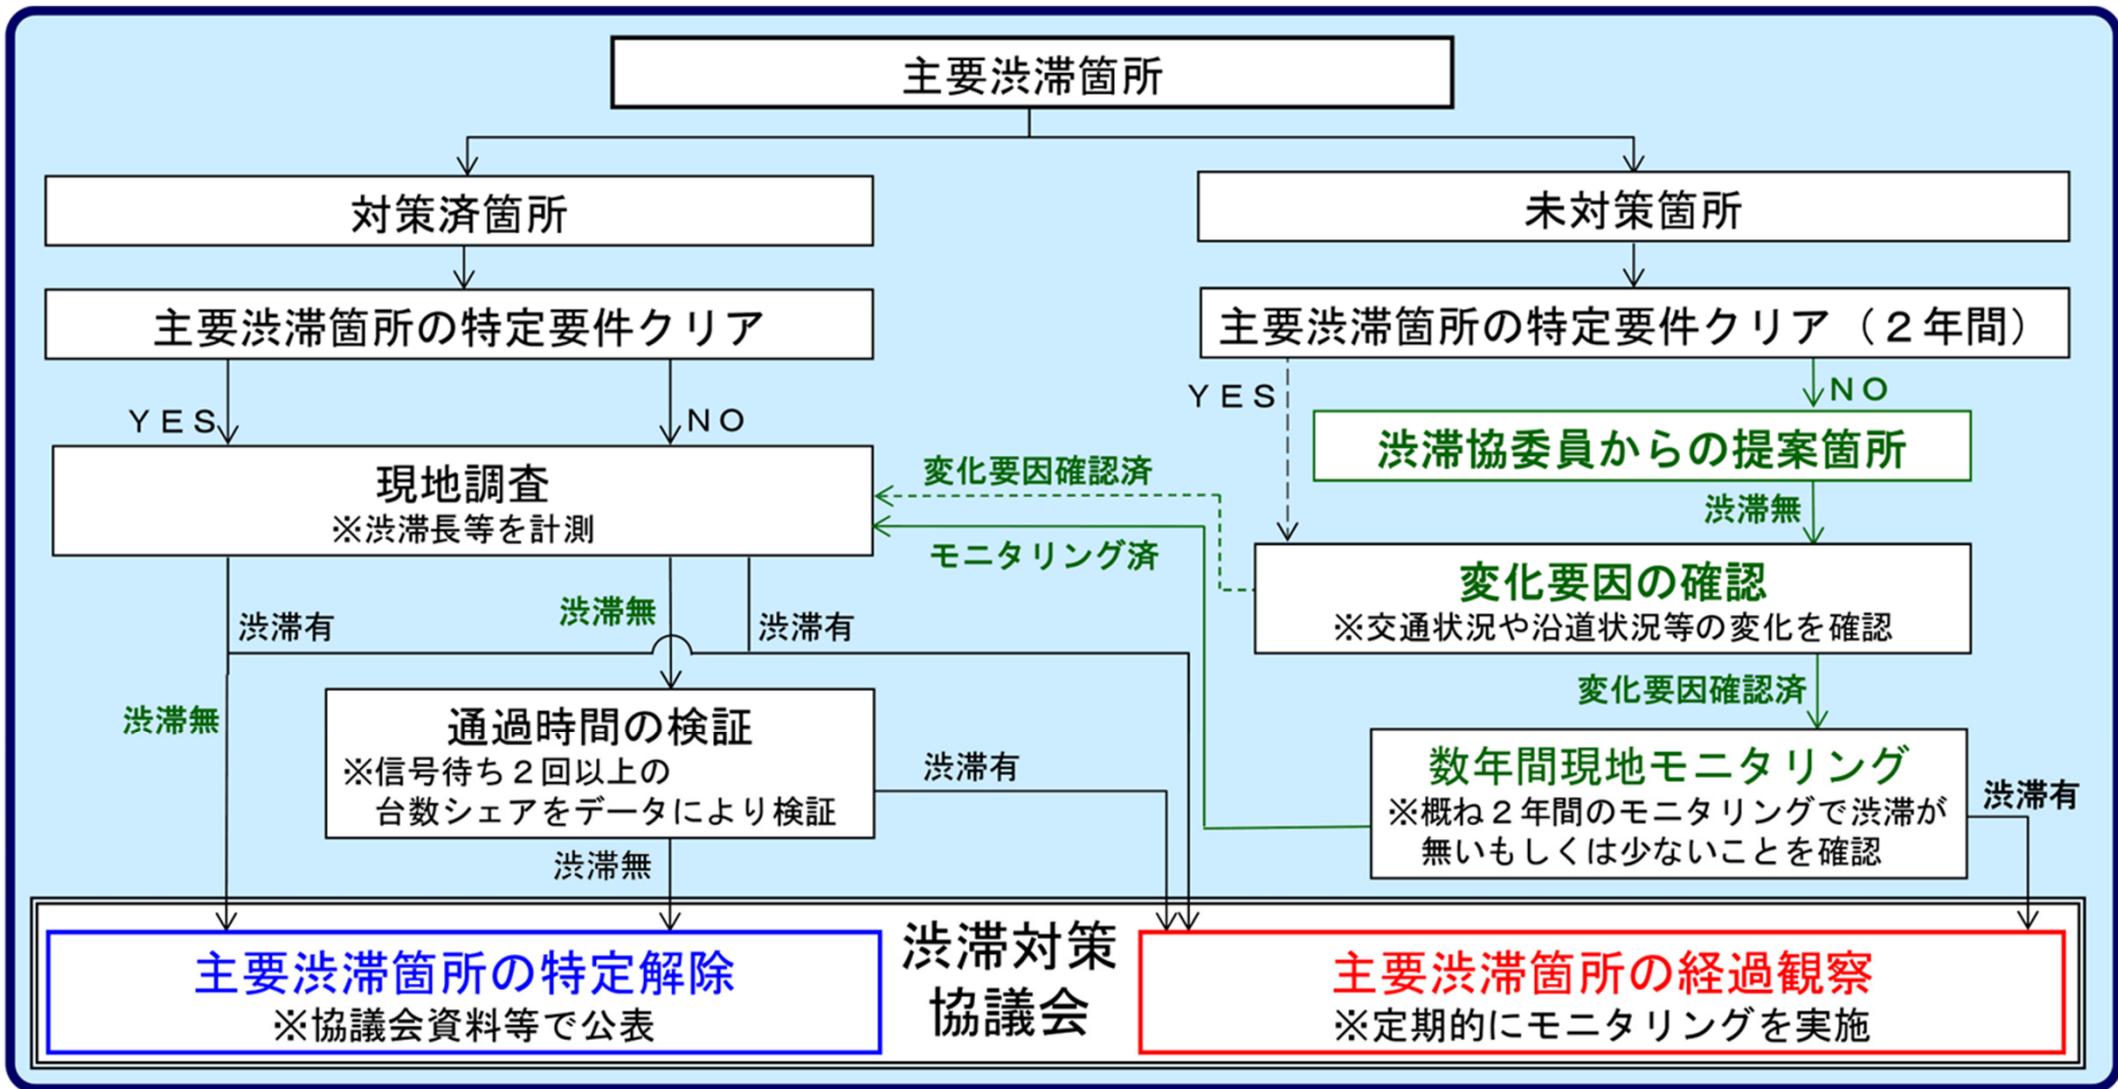 主要渋滞箇所
対策済箇所
未対策箇所
主要渋滞箇所の特定要件クリア
主要渋滞箇所の特定要件クリア（２年間）
ＹＥＳ
ＮＯ
ＹＥＳ
ＮＯ
渋滞協委員からの提案箇所
現地調査
※渋滞長等を計測
変化要因確認済
モニタリング済
渋滞無
変化要因の確認
※交通状況や沿道状況等の変化を確認
渋滞有
渋滞無
渋滞有
渋滞無
変化要因確認済
通過時間の検証
※信号待ち２回以上の
台数シェアをデータにより検証
渋滞有
数年間現地モニタリング
※概ね２年間のモニタリングで渋滞が
無いもしくは少ないことを確認
渋滞有
渋滞無
渋滞対策
協議会
主要渋滞箇所の特定解除
※協議会資料等で公表
主要渋滞箇所の経過観察
※定期的にモニタリングを実施